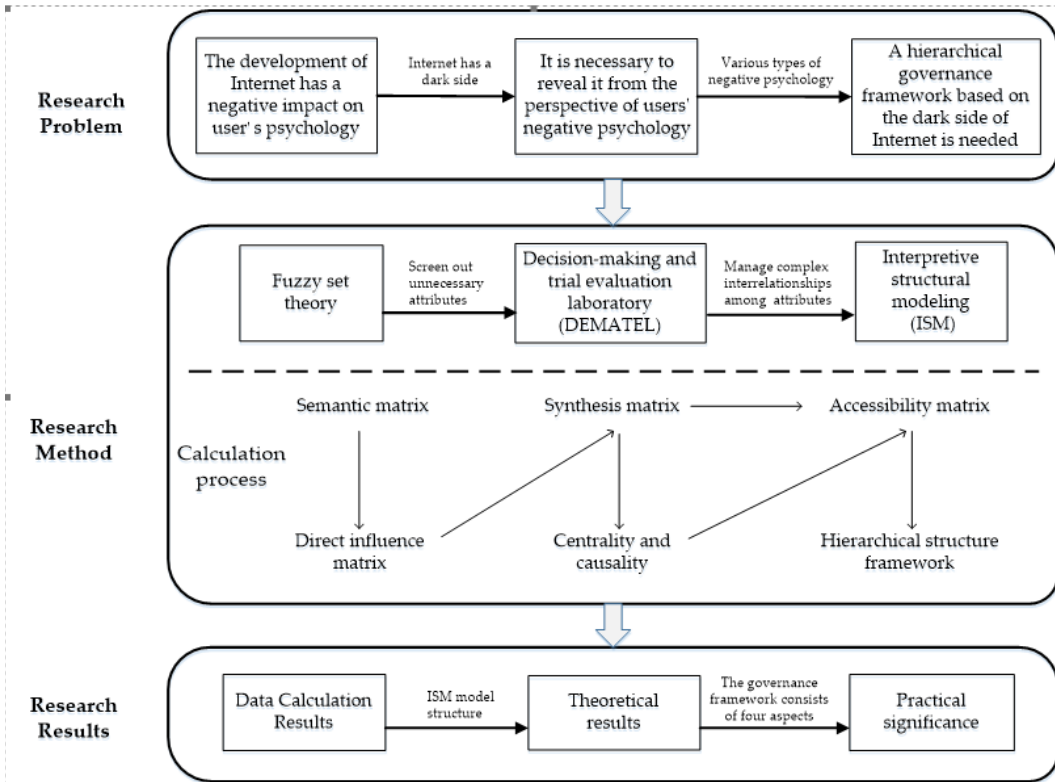 Research
Problem
The development of
Internet has a
negative impact on
user' s psychology
Internet has a
dark side
It is necessary to
reveal it from the
perspective of users'
negative psychology
Various types of
negative psychology
A hierarchical
governance
framework based on
the dark side of
Internet is needed
Research
Method
Fuzzy set
theory
Screen out
unnecessary
attributes
Decision-making and
trial evaluation
laboratory
(DEMATEL)
Manage complex
interrelationships
among attributes
Interpretive
structural
modeling
(ISM)
Calculation
process
Semantic matrix
Synthesis matrix
Accessibility matrix
Direct influence
matrix
Centrality and
causality
Hierarchical structure
framework
Research
Results
Data Calculation
Results
ISM model
structure
Theoretical
results
The governance
framework consists
of four aspects
Practical
significance